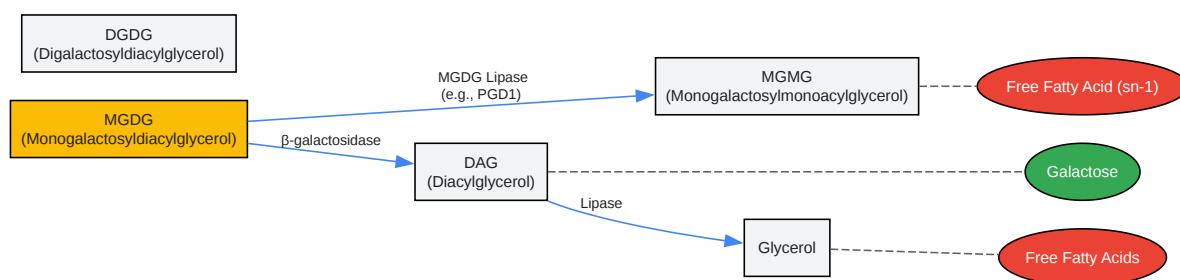 DGDG
(Digalactosyldiacylglycerol)
MGDG
(Monogalactosyldiacylglycerol)
MGDG Lipase
(e.g., PGD1)
β-galactosidase
MGMG
(Monogalactosylmonoacylglycerol)
Free Fatty Acid (sn-1)
DAG
(Diacylglycerol)
Galactose
Lipase
Glycerol
Free Fatty Acids